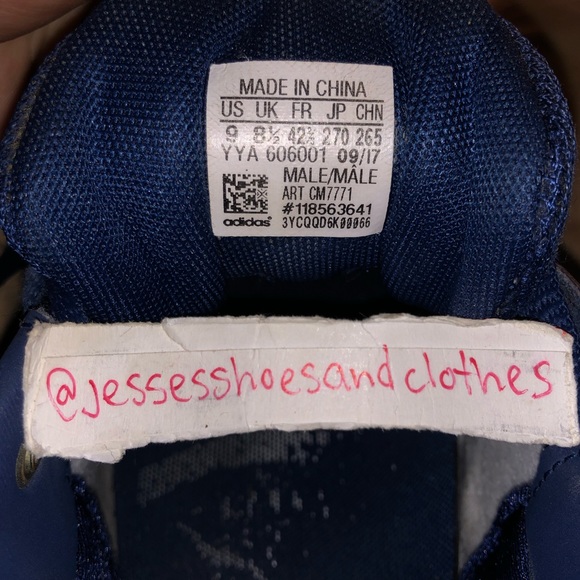 MADE IN CHINA
US UK FR JP CHN
9 8½ 42⅔ 270 265
YYA 606001 09/17
MALE/MÂLE
ART CM7771
#118563641
adidas 3YCQQD6K00066
@jessesshoesandclothes